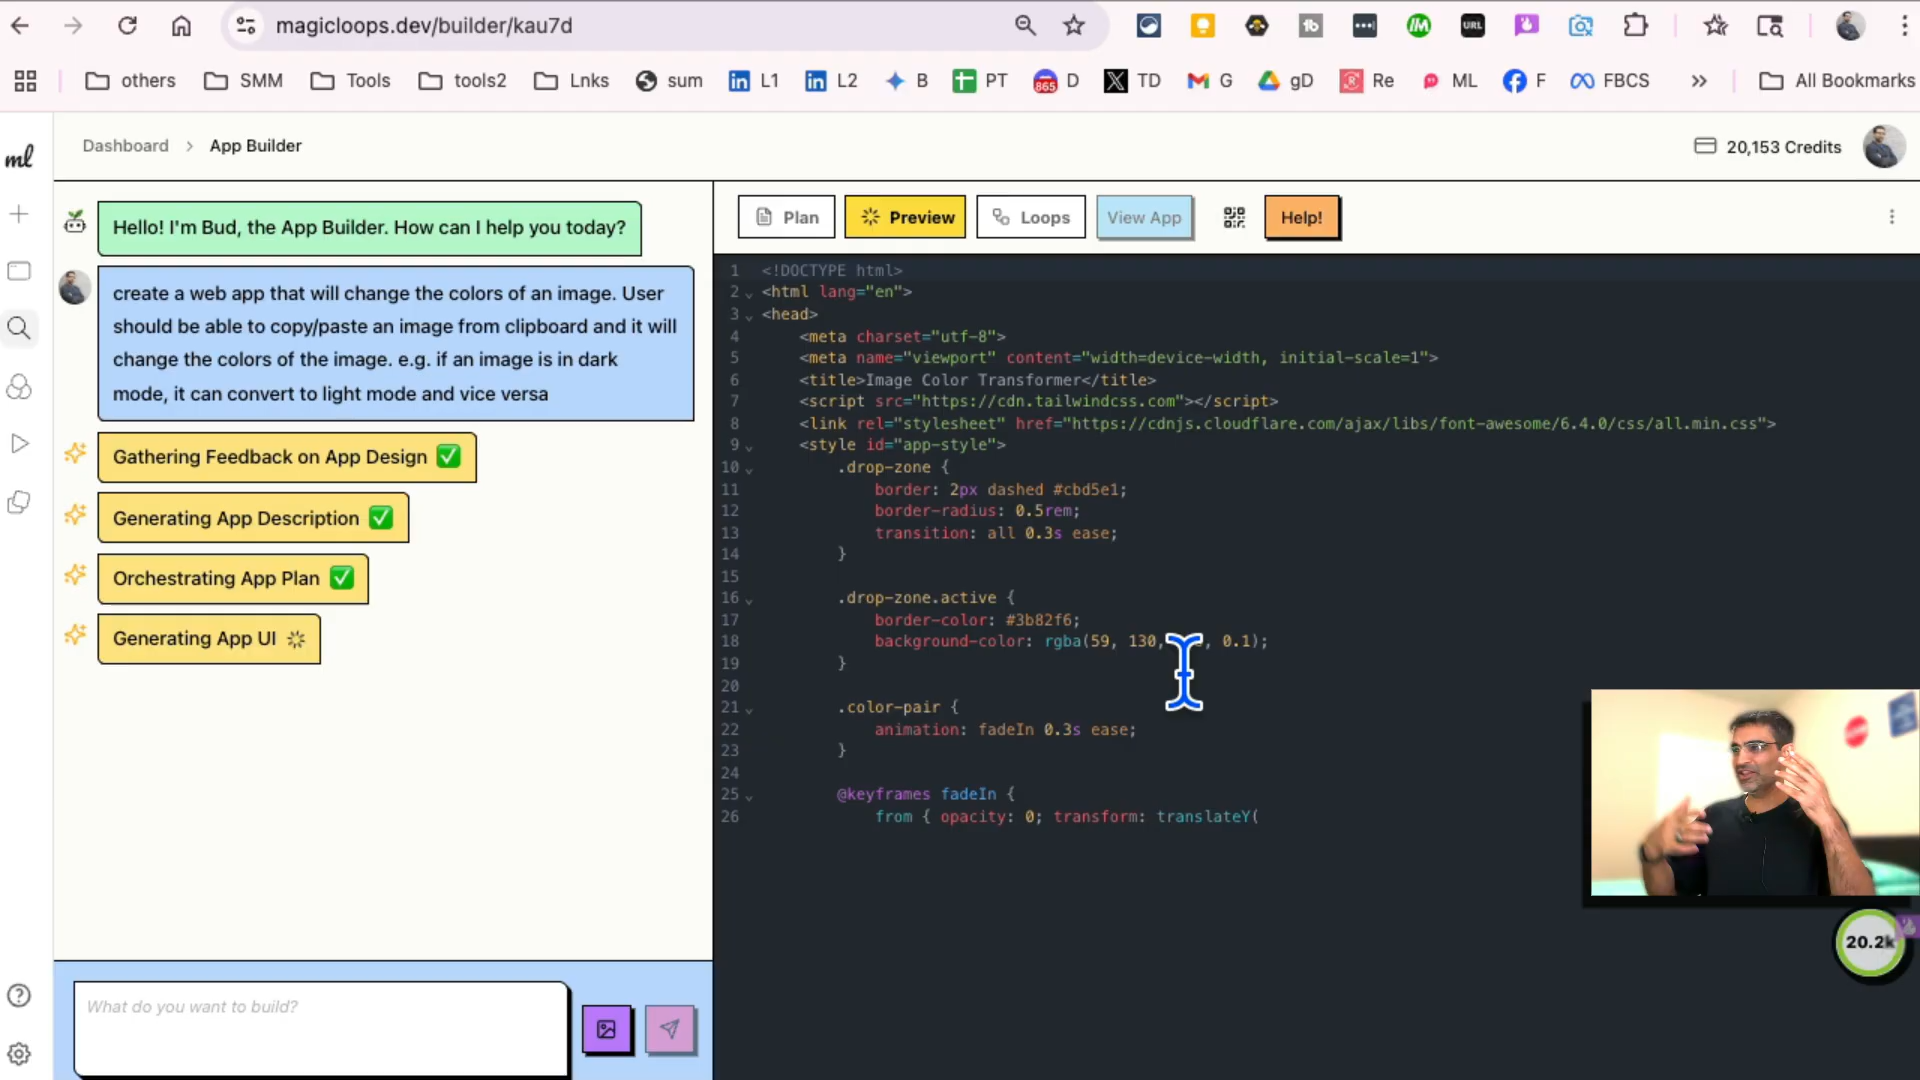 magicloops.dev/builder/kau7d
tb
URL
others
SMM
Tools
tools2
Lnks
sum
L1
L2
B
PT
865
D
TD
G
gD
Re
ML
F
FBCS
All Bookmarks
ml
Dashboard > App Builder
20,153 Credits
Hello! I'm Bud, the App Builder. How can I help you today?
create a web app that will change the colors of an image. User
should be able to copy/paste an image from clipboard and it will
change the colors of the image. e.g. if an image is in dark
mode, it can convert to light mode and vice versa
Gathering Feedback on App Design ✅
Generating App Description ✅
Orchestrating App Plan ✅
Generating App UI
What do you want to build?
Plan
Preview
Loops
View App
Help!
1 <!DOCTYPE html>
2 <html lang="en">
3 <head>
4 <meta charset="utf-8">
5 <meta name="viewport" content="width=device-width, initial-scale=1">
6 <title>Image Color Transformer</title>
7 <script src="https://cdn.tailwindcss.com"></script>
8 <link rel="stylesheet" href="https://cdnjs.cloudflare.com/ajax/libs/font-awesome/6.4.0/css/all.min.css">
9 <style id="app-style">
10 .drop-zone {
11 border: 2px dashed #cbd5e1;
12 border-radius: 0.5rem;
13 transition: all 0.3s ease;
14 }
15
16 .drop-zone.active {
17 border-color: #3b82f6;
18 background-color: rgba(59, 130, , 0.1);
19 }
20
21 .color-pair {
22 animation: fadeIn 0.3s ease;
23 }
24
25 @keyframes fadeIn {
26 from { opacity: 0; transform: translateY(
20.2k